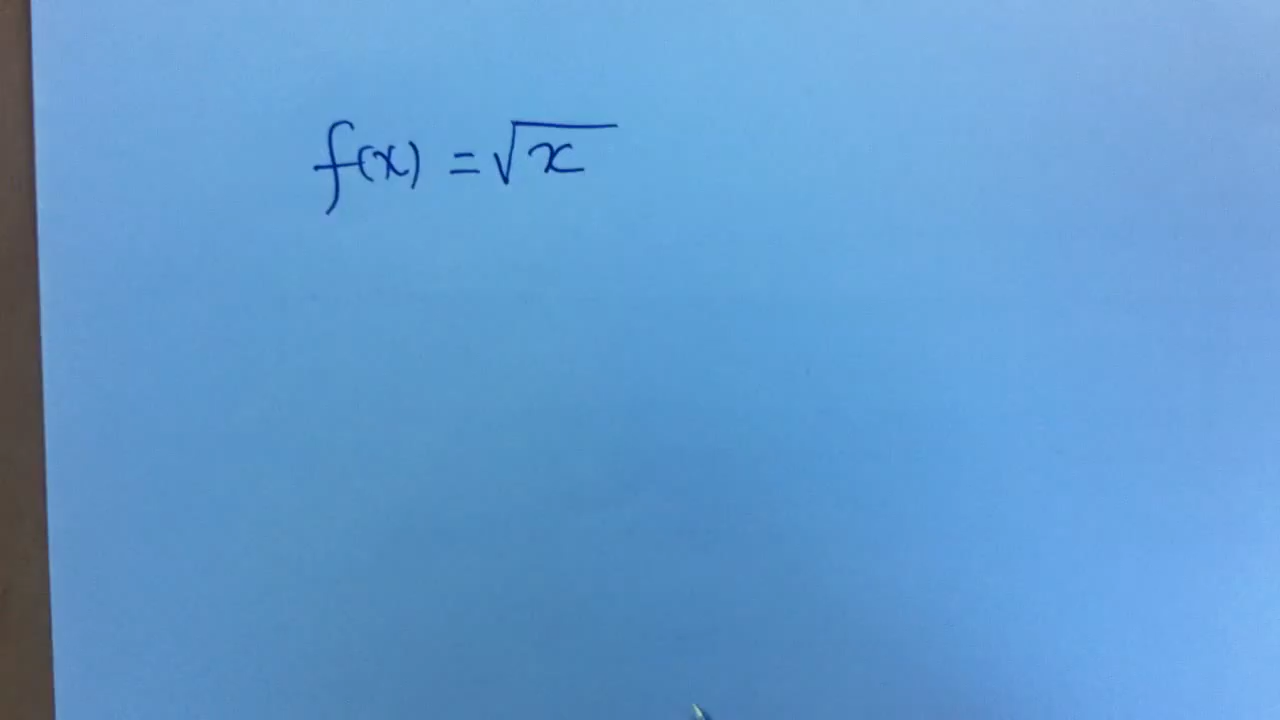 f(x) = √x